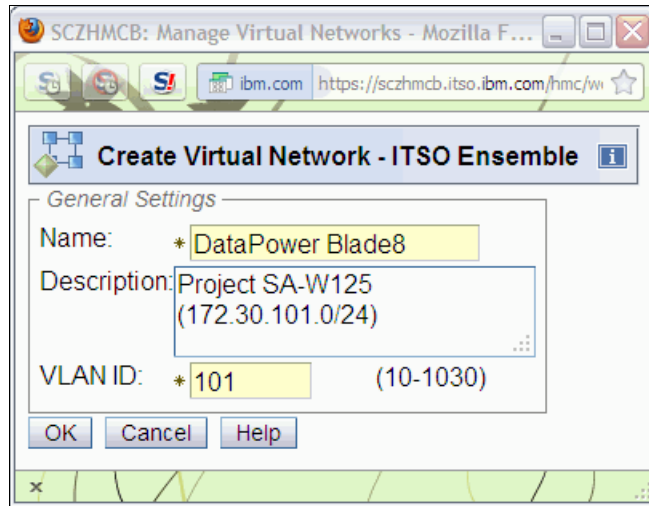 SCZHMCB: Manage Virtual Networks - Mozilla F...
S! ibm.com https://sczhmcb.itso.ibm.com/hmc/w
Create Virtual Network - ITSO Ensemble i
General Settings
Name: * DataPower Blade8
Description: Project SA-W125
(172.30.101.0/24)
VLAN ID: * 101 (10-1030)
OK Cancel Help
x